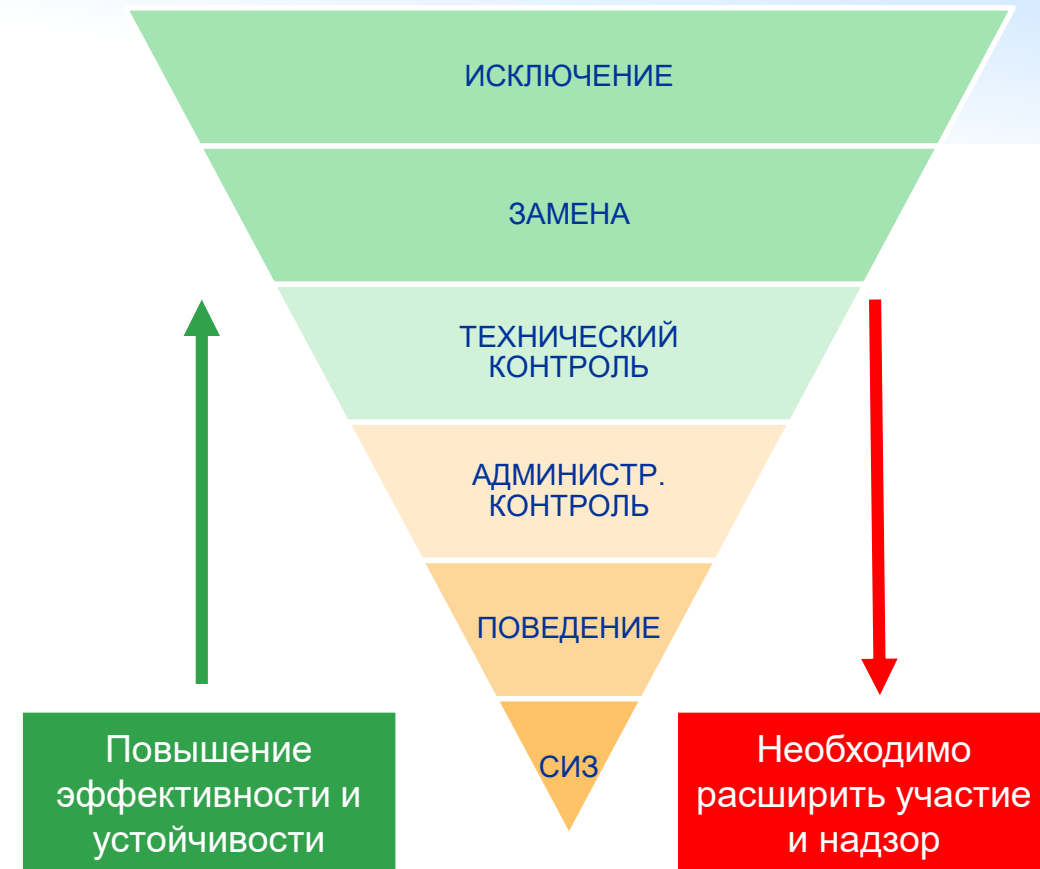 ИСКЛЮЧЕНИЕ
ЗАМЕНА
ТЕХНИЧЕСКИЙ
КОНТРОЛЬ
АДМИНИСТР.
КОНТРОЛЬ
ПОВЕДЕНИЕ
СИЗ
Повышение
эффективности и
устойчивости
Необходимо
расширить участие
и надзор